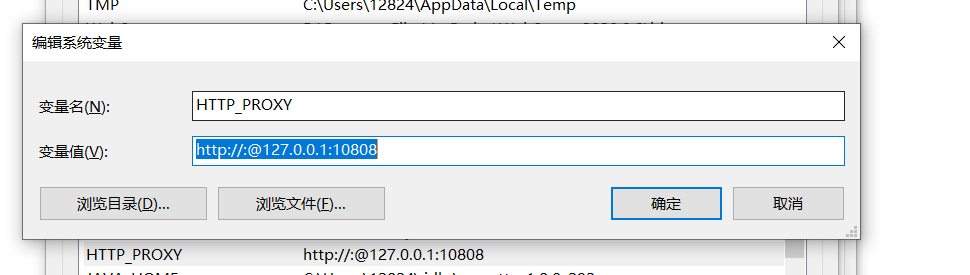 TMP C:\Users\12824\AppData\Local\Temp
编辑系统变量
变量名(N):
HTTP_PROXY
变量值(V):
http://:@127.0.0.1:10808
浏览目录(D)... 浏览文件(F)... 确定 取消
HTTP_PROXY http://:@127.0.0.1:10808